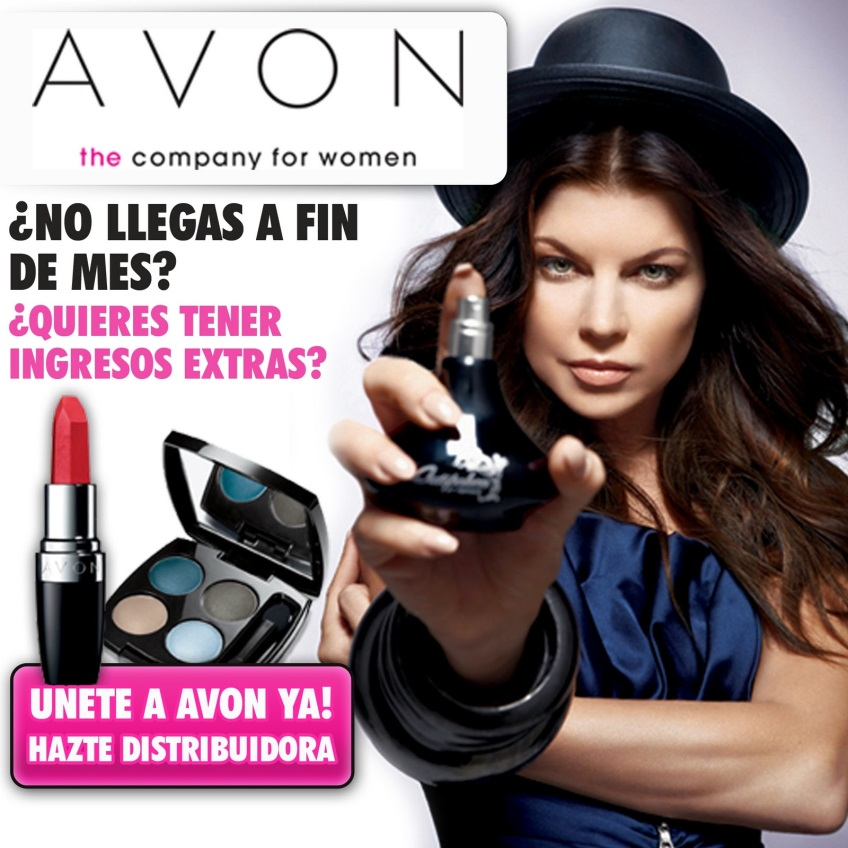 AVON
the company for women
¿NO LLEGAS A FIN
DE MES?
¿QUIERES TENER
INGRESOS EXTRAS?
AVON
UNETE A AVON YA!
HAZTE DISTRIBUIDORA